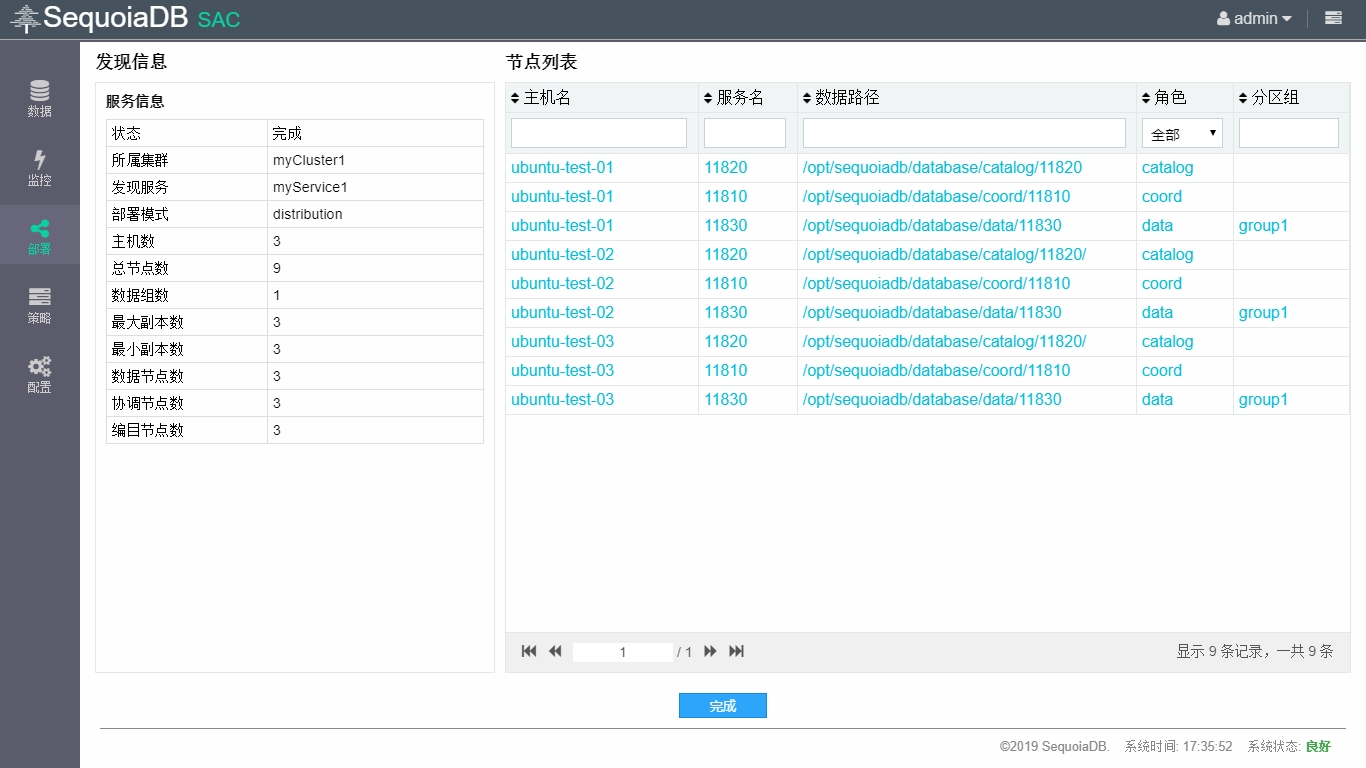 SequoiaDB SAC
admin
数据
监控
部署
策略
配置
发现信息
服务信息
状态 完成
所属集群 myCluster1
发现服务 myService1
部署模式 distribution
主机数 3
总节点数 9
数据组数 1
最大副本数 3
最小副本数 3
数据节点数 3
协调节点数 3
编目节点数 3
节点列表
主机名 服务名 数据路径 角色 分区组
全部
ubuntu-test-01 11820 /opt/sequoiadb/database/catalog/11820 catalog
ubuntu-test-01 11810 /opt/sequoiadb/database/coord/11810 coord
ubuntu-test-01 11830 /opt/sequoiadb/database/data/11830 data group1
ubuntu-test-02 11820 /opt/sequoiadb/database/catalog/11820/ catalog
ubuntu-test-02 11810 /opt/sequoiadb/database/coord/11810 coord
ubuntu-test-02 11830 /opt/sequoiadb/database/data/11830 data group1
ubuntu-test-03 11820 /opt/sequoiadb/database/catalog/11820/ catalog
ubuntu-test-03 11810 /opt/sequoiadb/database/coord/11810 coord
ubuntu-test-03 11830 /opt/sequoiadb/database/data/11830 data group1
1 / 1 显示 9 条记录，一共 9 条
完成
©2019 SequoiaDB. 系统时间: 17:35:52 系统状态: 良好